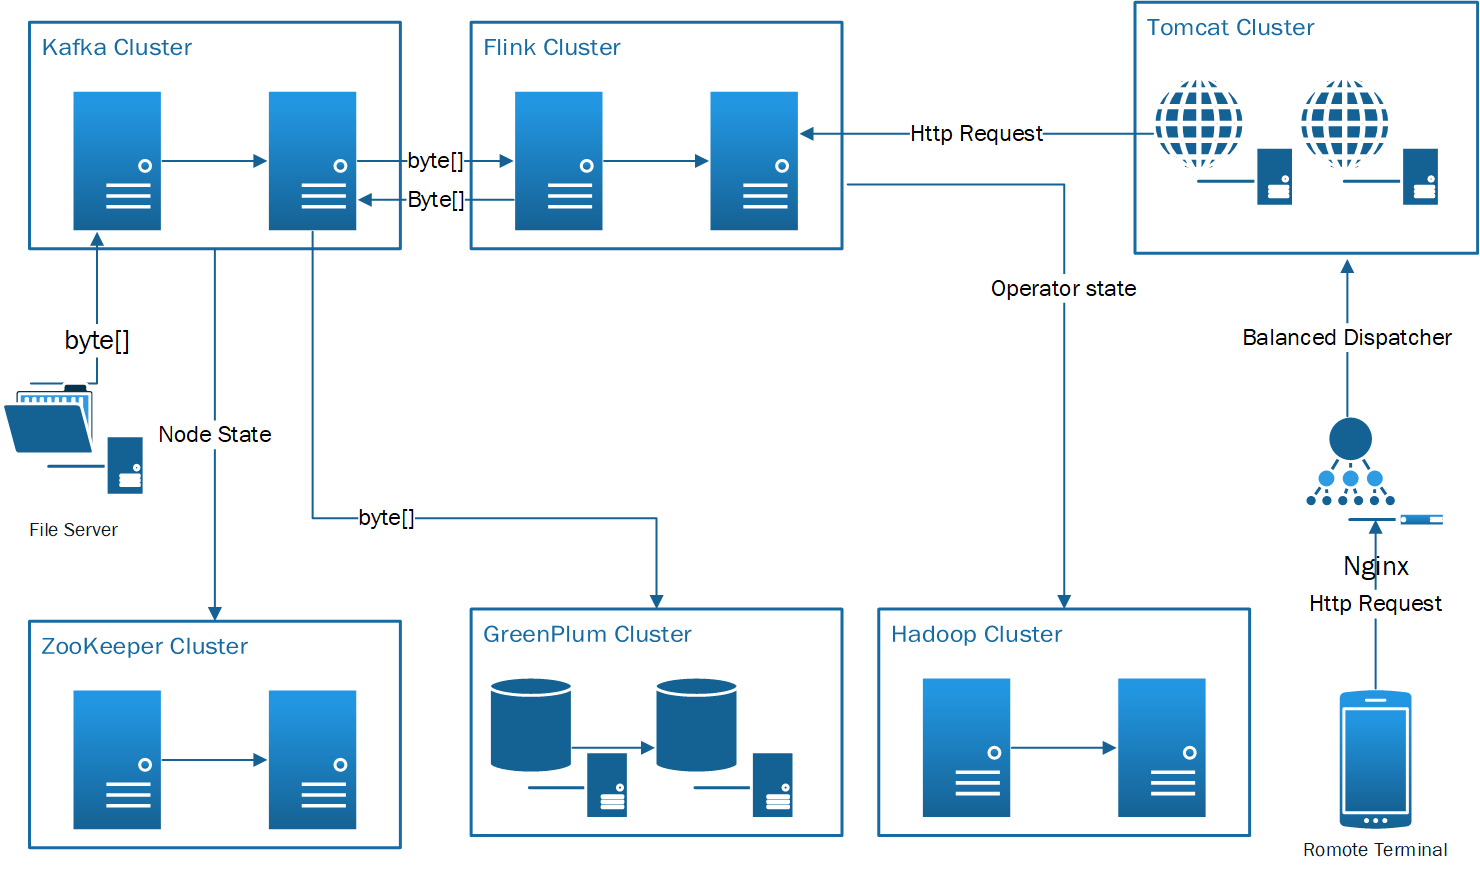 Kafka Cluster
Flink Cluster
Tomcat Cluster
Http Request
byte[]
Byte[]
Operator state
byte[]
Balanced Dispatcher
Node State
File Server
byte[]
Nginx
Http Request
ZooKeeper Cluster
GreenPlum Cluster
Hadoop Cluster
Romote Terminal